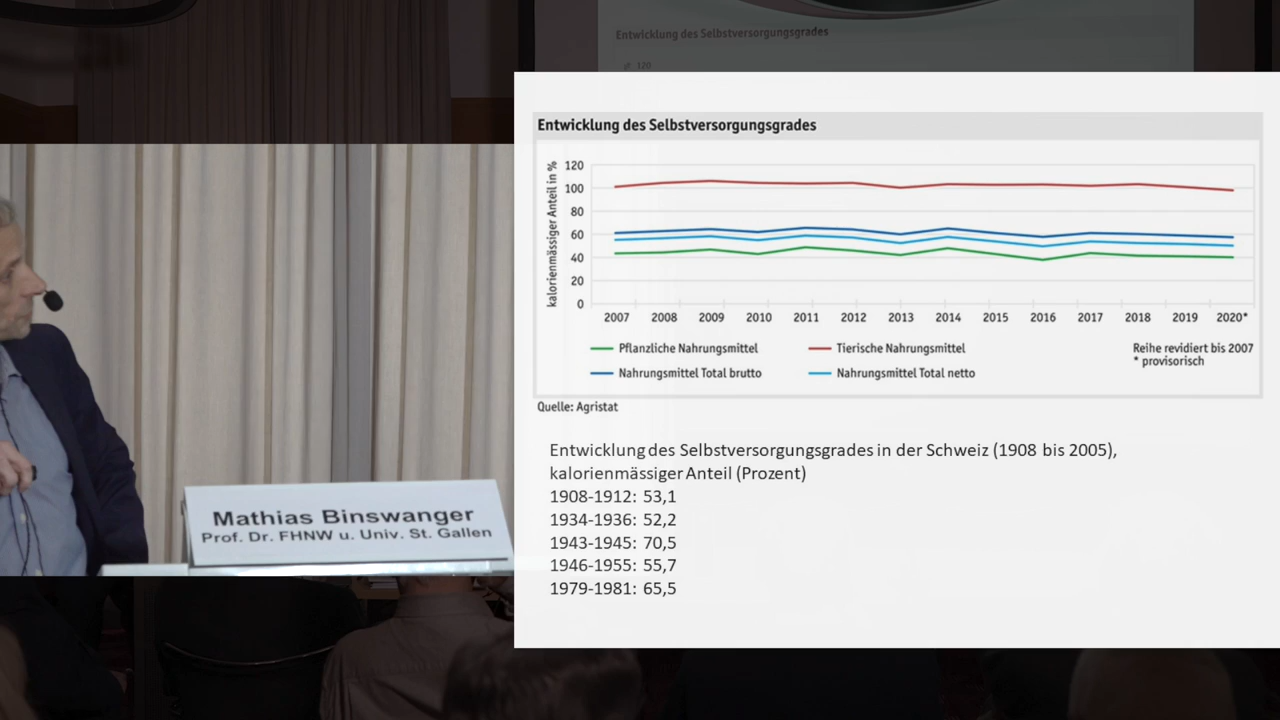 Entwicklung des Selbstversorgungsgrades
120
Entwicklung des Selbstversorgungsgrades
kalorienmässiger Anteil in %
120
100
80
60
40
20
0
2007 2008 2009 2010 2011 2012 2013 2014 2015 2016 2017 2018 2019 2020*
Pflanzliche Nahrungsmittel
Tierische Nahrungsmittel
Nahrungsmittel Total brutto
Nahrungsmittel Total netto
Reihe revidiert bis 2007
* provisorisch
Quelle: Agristat
Entwicklung des Selbstversorgungsgrades in der Schweiz (1908 bis 2005),
kalorienmässiger Anteil (Prozent)
1908-1912: 53,1
1934-1936: 52,2
1943-1945: 70,5
1946-1955: 55,7
1979-1981: 65,5
Mathias Binswanger
Prof. Dr. FHNW u. Univ. St. Gallen